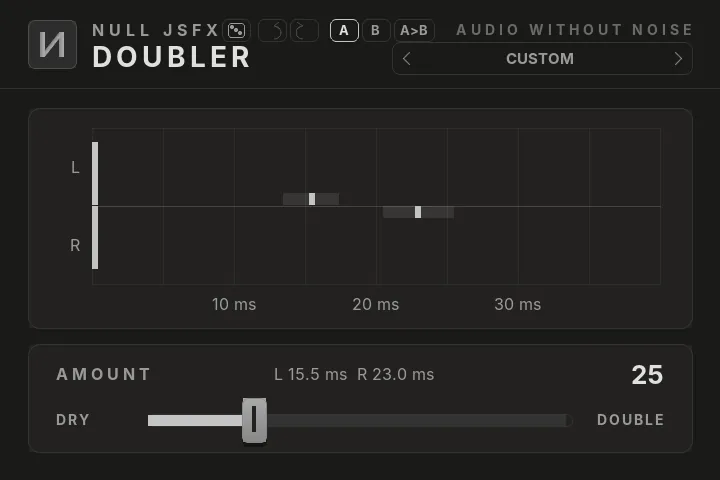 NULL JSFX A B A>B AUDIO WITHOUT NOISE
DOUBLER CUSTOM
L
R
10 ms 20 ms 30 ms
AMOUNT L 15.5 ms R 23.0 ms 25
DRY DOUBLE